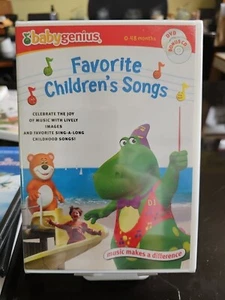 babygenius
0-48 months
DVD
Favorite
Children's Songs
CELEBRATE THE JOY
OF MUSIC WITH LIVELY
IMAGES
AND FAVORITE SING-A-LONG
CHILDHOOD SONGS!
music makes a difference!